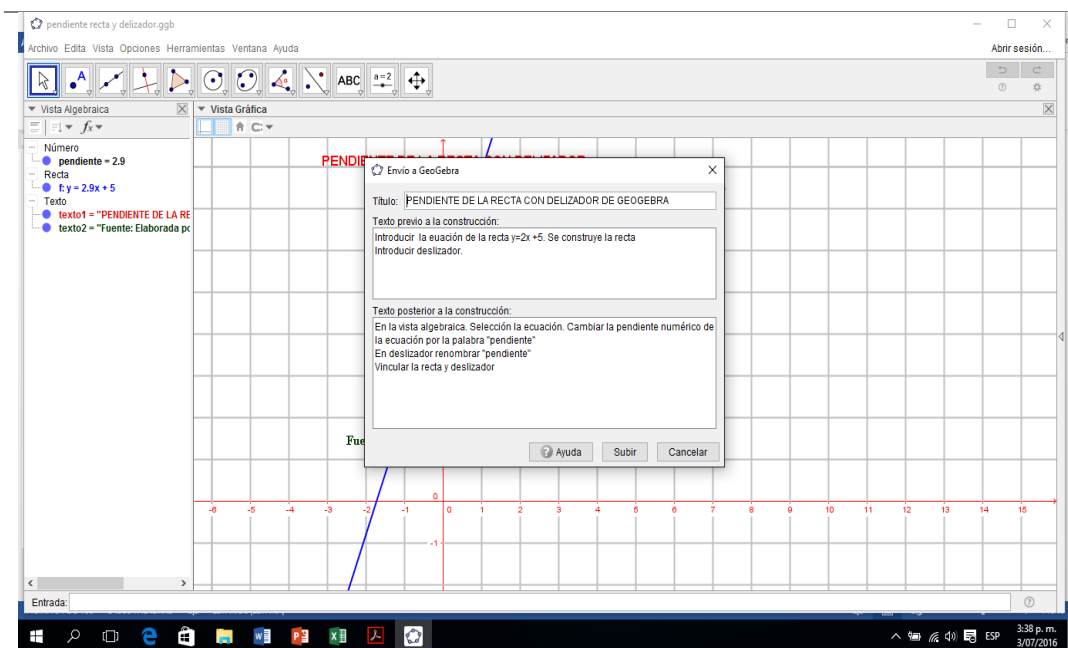 pendiente recta y delizador.ggb
Archivo Edita Vista Opciones Herramientas Ventana Ayuda
Abrir sesión...
A
ABC
a=2
Vista Algebraica
Vista Gráfica
Número
pendiente = 2.9
Recta
f: y = 2.9x + 5
Texto
texto1 = "PENDIENTE DE LA RE
texto2 = "Fuente: Elaborada po
Envío a GeoGebra
Título: PENDIENTE DE LA RECTA CON DELIZADOR DE GEOGEBRA
Texto previo a la construcción:
Introducir la euación de la recta y=2x +5. Se construye la recta
Introducir deslizador.
Texto posterior a la construcción:
En la vista algebraica. Selección la ecuación. Cambiar la pendiente numérico de
la ecuación por la palabra "pendiente"
En deslizador renombrar "pendiente"
Vincular la recta y deslizador
Ayuda Subir Cancelar
Fue
0
-6 -5 -4 -3 -2 -1 0 1 2 3 4 5 6 7 8 9 10 11 12 13 14 15
-1
Entrada:
ESP
3:38 p. m.
3/07/2016